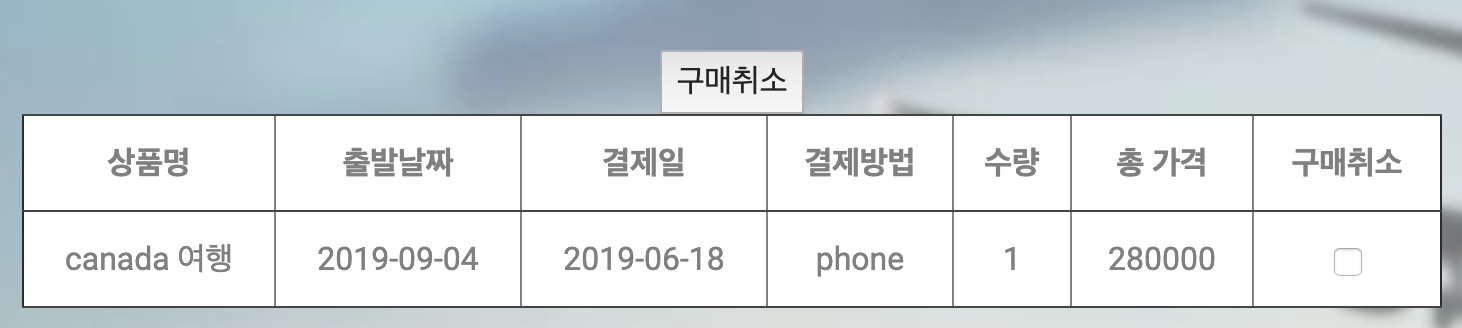 구매취소
상품명 출발날짜 결제일 결제방법 수량 총 가격 구매취소
canada 여행 2019-09-04 2019-06-18 phone 1 280000